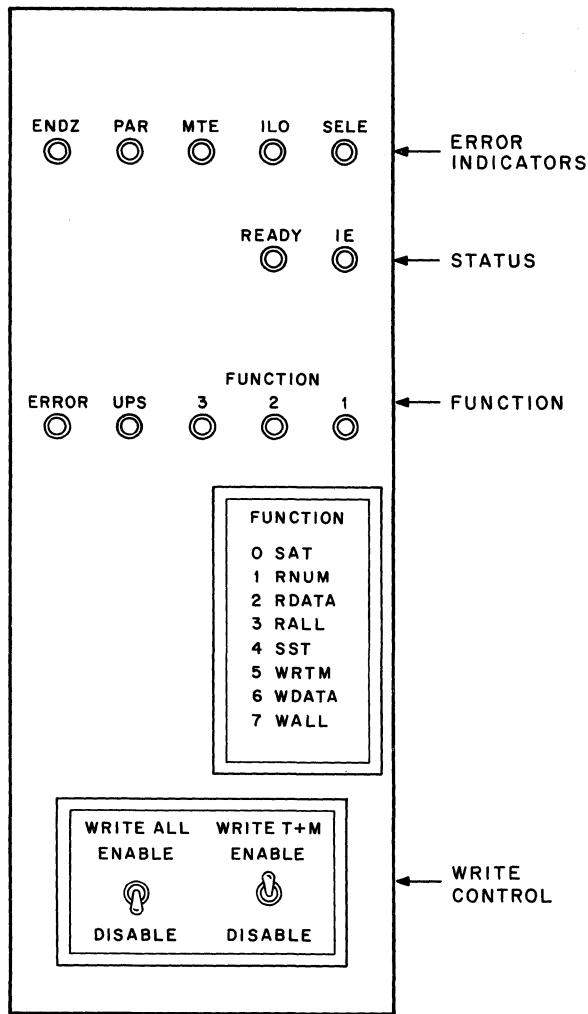 ENDZ PAR MTE ILO SELE
ERROR
INDICATORS
READY IE
STATUS
FUNCTION
ERROR UPS 3 2 1
FUNCTION
FUNCTION
0 SAT
1 RNUM
2 RDATA
3 RALL
4 SST
5 WRTM
6 WDATA
7 WALL
WRITE ALL WRITE T+M
ENABLE ENABLE
DISABLE DISABLE
WRITE
CONTROL